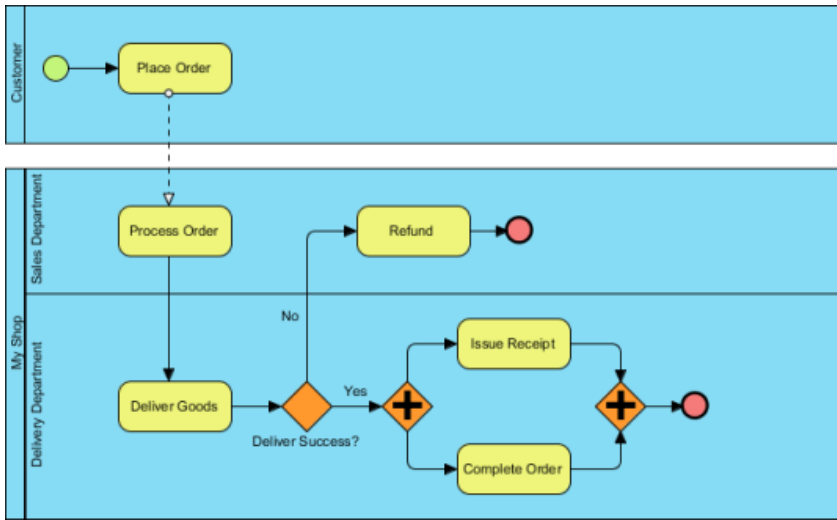 Customer
Place Order
My Shop
Sales Department
Process Order
Refund
No
Delivery Department
Deliver Goods
Deliver Success?
Yes
Issue Receipt
Complete Order